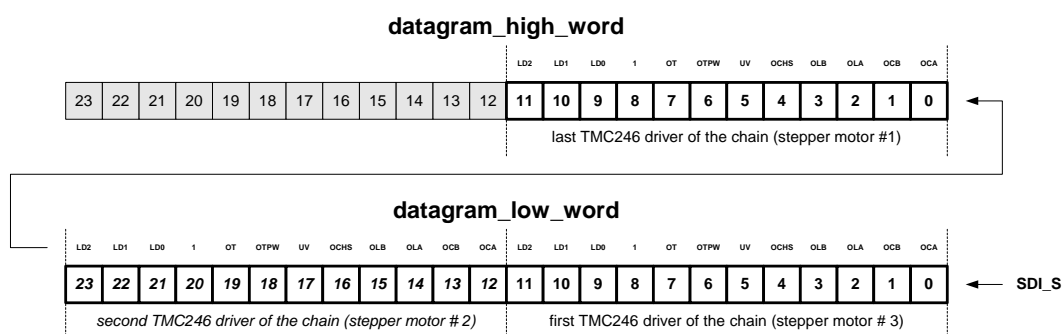 datagram_high_word
LD2 LD1 LD0 1 OT OTPW UV OCHS OLB OLA OCB OCA
23 22 21 20 19 18 17 16 15 14 13 12 11 10 9 8 7 6 5 4 3 2 1 0
last TMC246 driver of the chain (stepper motor #1)
datagram_low_word
LD2 LD1 LD0 1 OT OTPW UV OCHS OLB OLA OCB OCA LD2 LD1 LD0 1 OT OTPW UV OCHS OLB OLA OCB OCA
23 22 21 20 19 18 17 16 15 14 13 12 11 10 9 8 7 6 5 4 3 2 1 0 SDI_S
second TMC246 driver of the chain (stepper motor # 2) first TMC246 driver of the chain (stepper motor # 3)